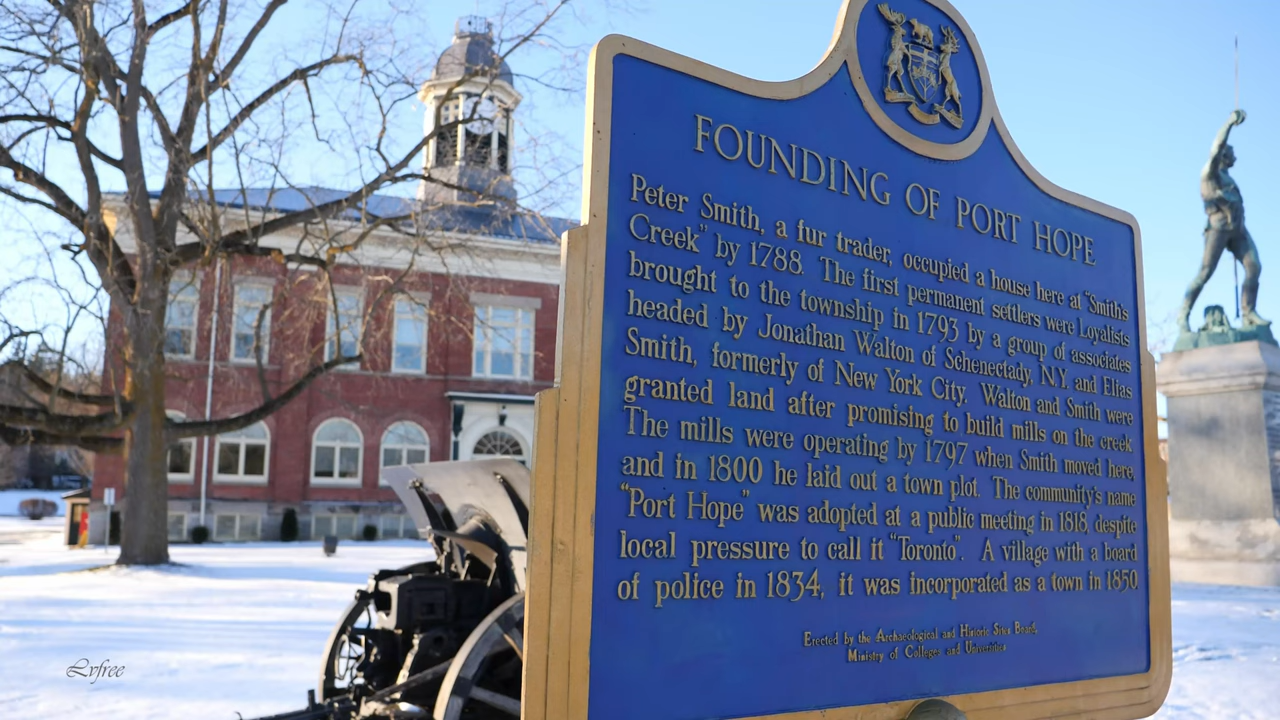 FOUNDING OF PORT HOPE
Peter Smith, a fur trader, occupied a house here at "Smith's
Creek" by 1788. The first permanent settlers were Loyalists
brought to the township in 1793 by a group of associates
headed by Jonathan Walton of Schenectady, N.Y. and Elias
Smith, formerly of New York City. Walton and Smith were
granted land after promising to build mills on the creek
The mills were operating by 1797 when Smith moved here,
and in 1800 he laid out a town plot. The community's name
"Port Hope" was adopted at a public meeting in 1818, despite
local pressure to call it "Toronto". A village with a board
of police in 1834, it was incorporated as a town in 1850.
Erected by the Archaeological and Historic Sites Board,
Ministry of Colleges and Universities
Lvfree